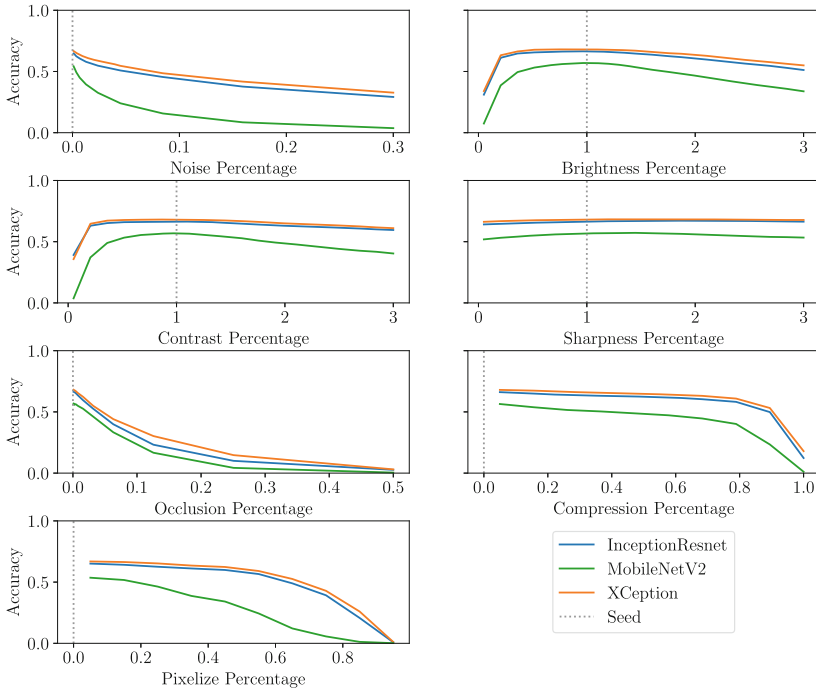 1.0
0.5
0.0
Accuracy
0.0 0.1 0.2 0.3
Noise Percentage
0 1 2 3
Brightness Percentage
1.0
0.5
0.0
Accuracy
0 1 2 3
Contrast Percentage
0 1 2 3
Sharpness Percentage
1.0
0.5
0.0
Accuracy
0.0 0.1 0.2 0.3 0.4 0.5
Occlusion Percentage
0.0 0.2 0.4 0.6 0.8 1.0
Compression Percentage
1.0
0.5
0.0
Accuracy
0.0 0.2 0.4 0.6 0.8
Pixelize Percentage
InceptionResnet
MobileNetV2
XCeption
Seed